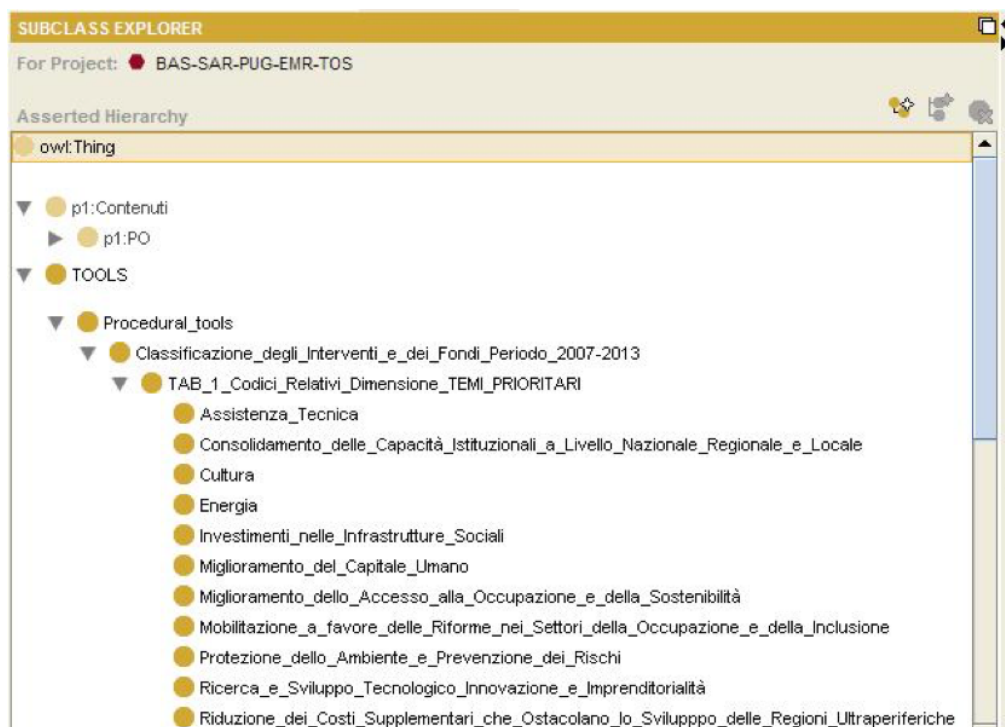 SUBCLASS EXPLORER
For Project: BAS-SAR-PUG-EMR-TOS
Asserted Hierarchy
owl:Thing
p1:Contenuti
p1:PO
TOOLS
Procedural_tools
Classificazione_degli_Interventi_e_dei_Fondi_Periodo_2007-2013
TAB_1_Codici_Relativi_Dimensione_TEMI_PRIORITARI
Assistenza_Tecnica
Consolidamento_delle_Capacità_Istituzionali_a_Livello_Nazionale_Regionale_e_Locale
Cultura
Energia
Investimenti_nelle_Infrastrutture_Sociali
Miglioramento_del_Capitale_Umano
Miglioramento_dello_Accesso_alla_Occupazione_e_della_Sostenibilità
Mobilitazione_a_favore_delle_Riforme_nei_Settori_della_Occupazione_e_della_Inclusione
Protezione_dello_Ambiente_e_Prevenzione_dei_Rischi
Ricerca_e_Sviluppo_Tecnologico_Innovazione_e_Imprenditorialità
Riduzione_dei_Costi_Supplementari_che_Ostacolano_lo_Svilupppo_delle_Regioni_Ultraperiferiche